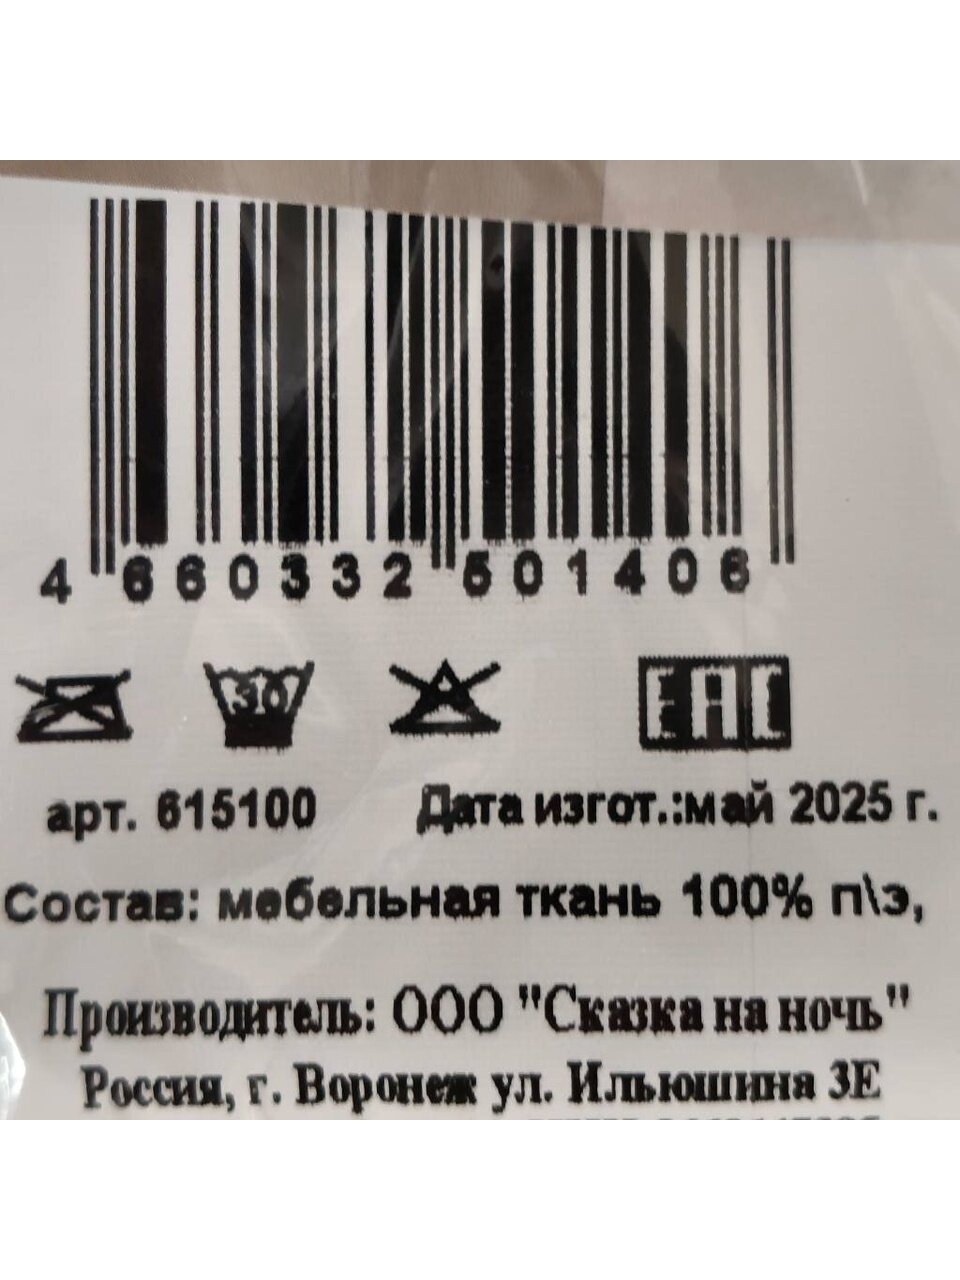 4 660332 501406
30 EAC
арт. 615100 Дата изгот.:май 2025 г.
Состав: мебельная ткань 100% п\э,
Производитель: ООО "Сказка на ночь"
Россия, г. Воронеж ул. Ильюшина 3Е